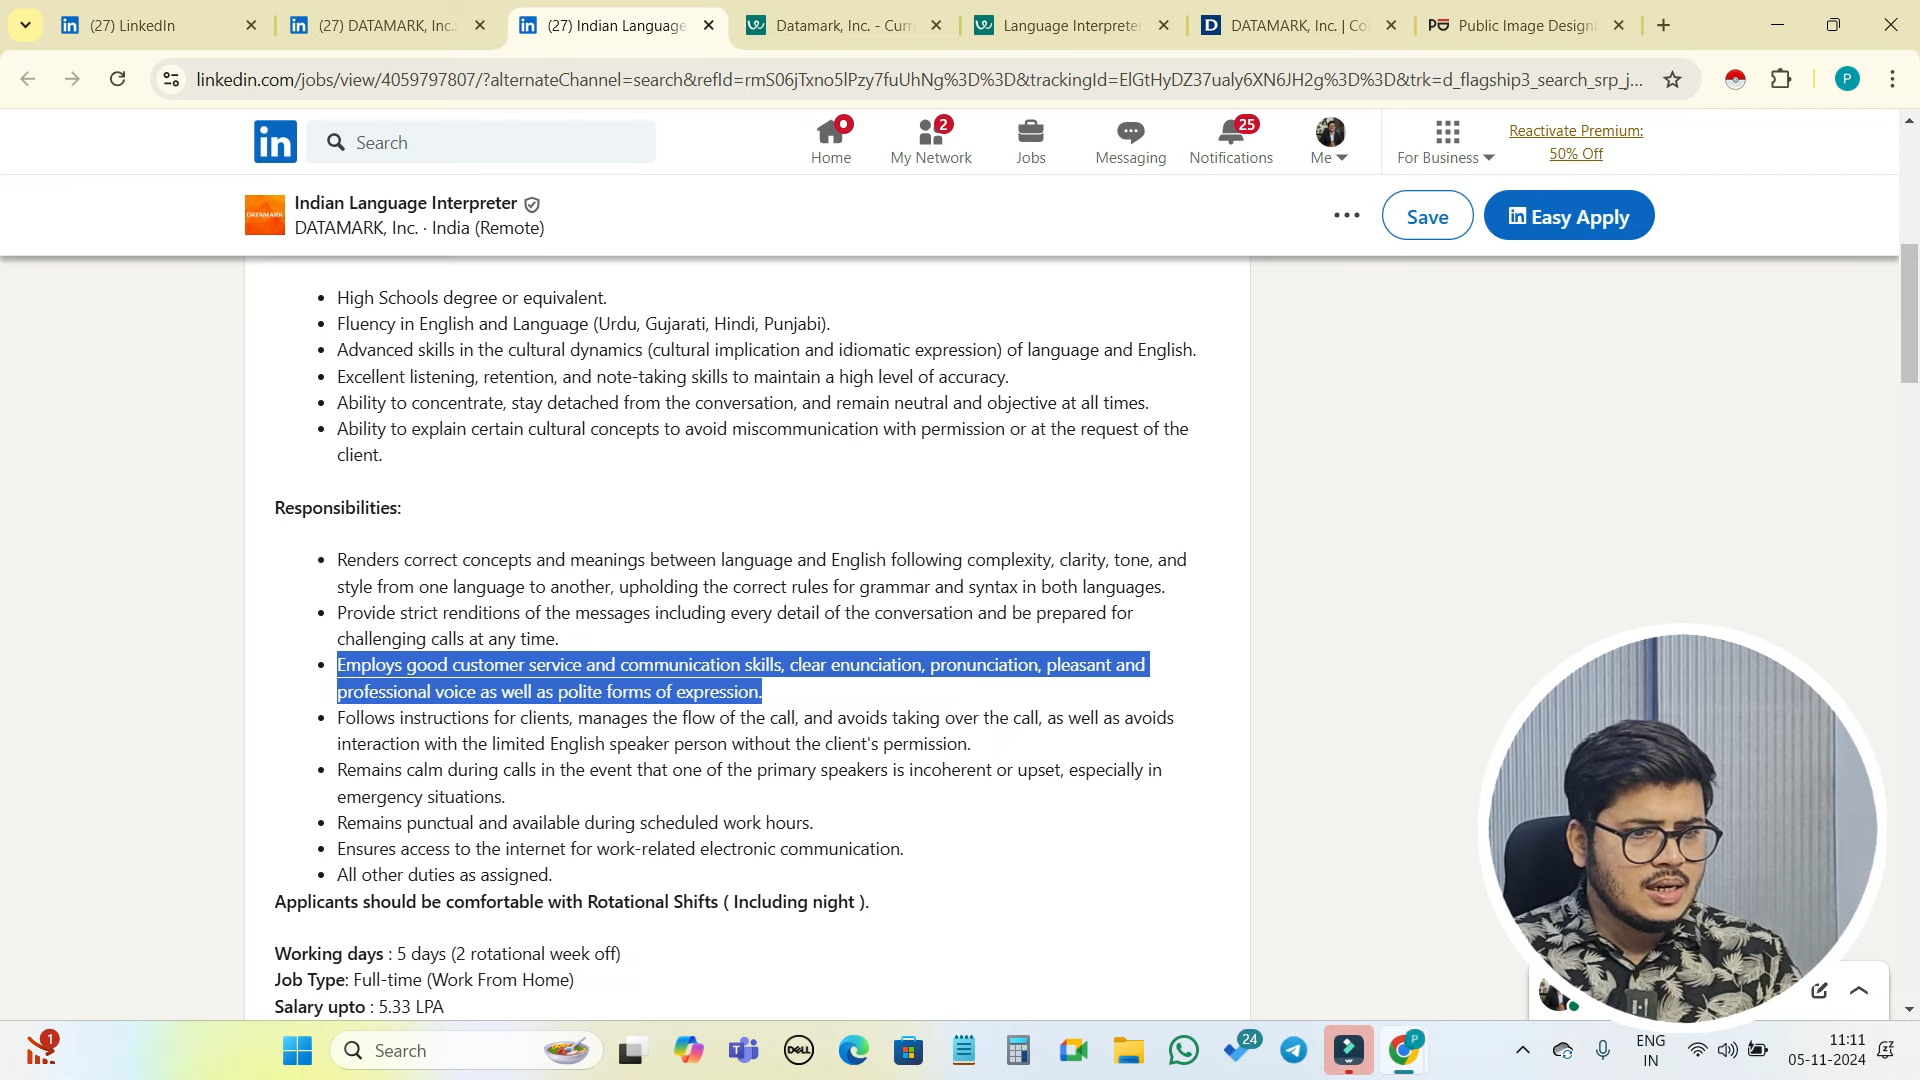 (27) LinkedIn
(27) DATAMARK, Inc.:
(27) Indian Language
Datamark, Inc. - Curr
Language Interpreter
DATAMARK, Inc. | Co
Public Image Design
linkedin.com/jobs/view/4059797807/?alternateChannel=search&refId=rmS06jTxno5lPzy7fuUhNg%3D%3D&trackingId=ElGtHyDZ37ualy6XN6JH2g%3D%3D&trk=d_flagship3_search_srp_j...
P
in
Search
Home
2
My Network
Jobs
Messaging
25
Notifications
Me
For Business
Reactivate Premium:
50% Off
DATAMARK
Indian Language Interpreter
DATAMARK, Inc. · India (Remote)
Save
in Easy Apply
High Schools degree or equivalent.
Fluency in English and Language (Urdu, Gujarati, Hindi, Punjabi).
Advanced skills in the cultural dynamics (cultural implication and idiomatic expression) of language and English.
Excellent listening, retention, and note-taking skills to maintain a high level of accuracy.
Ability to concentrate, stay detached from the conversation, and remain neutral and objective at all times.
Ability to explain certain cultural concepts to avoid miscommunication with permission or at the request of the
client.
Responsibilities:
Renders correct concepts and meanings between language and English following complexity, clarity, tone, and
style from one language to another, upholding the correct rules for grammar and syntax in both languages.
Provide strict renditions of the messages including every detail of the conversation and be prepared for
challenging calls at any time.
Employs good customer service and communication skills, clear enunciation, pronunciation, pleasant and
professional voice as well as polite forms of expression.
Follows instructions for clients, manages the flow of the call, and avoids taking over the call, as well as avoids
interaction with the limited English speaker person without the client's permission.
Remains calm during calls in the event that one of the primary speakers is incoherent or upset, especially in
emergency situations.
Remains punctual and available during scheduled work hours.
Ensures access to the internet for work-related electronic communication.
All other duties as assigned.
Applicants should be comfortable with Rotational Shifts ( Including night ).
Working days : 5 days (2 rotational week off)
Job Type: Full-time (Work From Home)
Salary upto : 5.33 LPA
1
Search
DELL
24
P
ENG
IN
11:11
05-11-2024